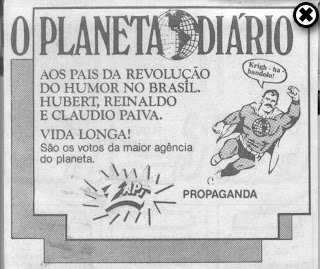 O PLANETA DIÁRIO
Krigh-ha-
bandolo!
AOS PAIS DA REVOLUÇÃO
DO HUMOR NO BRASIL.
HUBERT, REINALDO
E CLAUDIO PAIVA.
VIDA LONGA!
São os votos da maior agência
do planeta.
ZAPT
PROPAGANDA